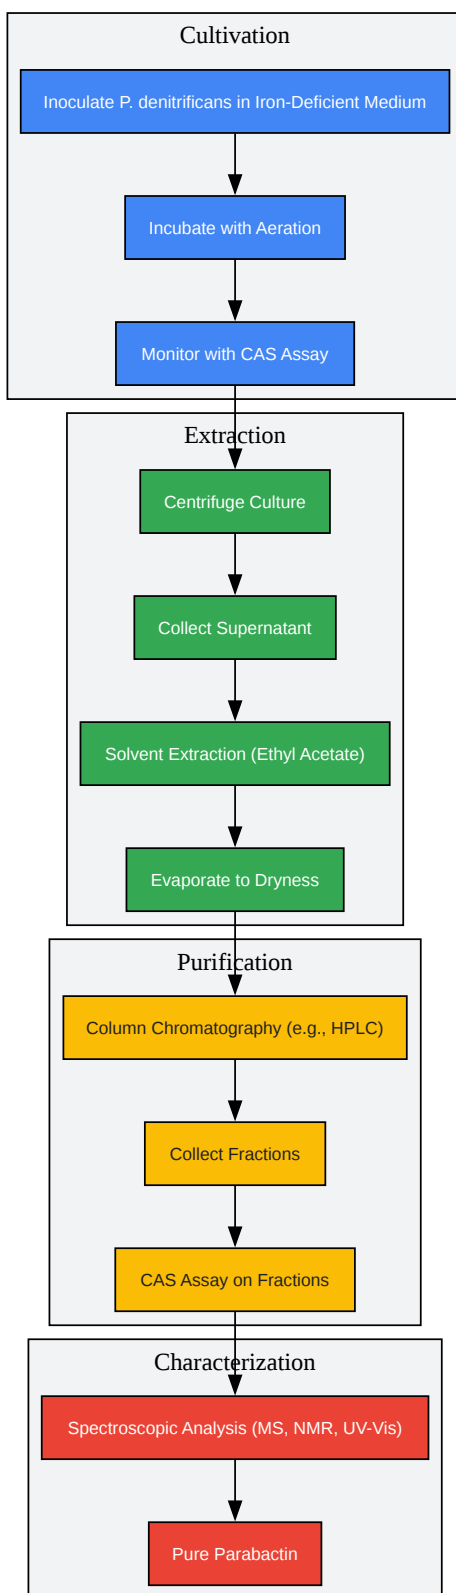 Cultivation
Inoculate P. denitrificans in Iron-Deficient Medium
Incubate with Aeration
Monitor with CAS Assay
Extraction
Centrifuge Culture
Collect Supernatant
Solvent Extraction (Ethyl Acetate)
Evaporate to Dryness
Purification
Column Chromatography (e.g., HPLC)
Collect Fractions
CAS Assay on Fractions
Characterization
Spectroscopic Analysis (MS, NMR, UV-Vis)
Pure Parabactin